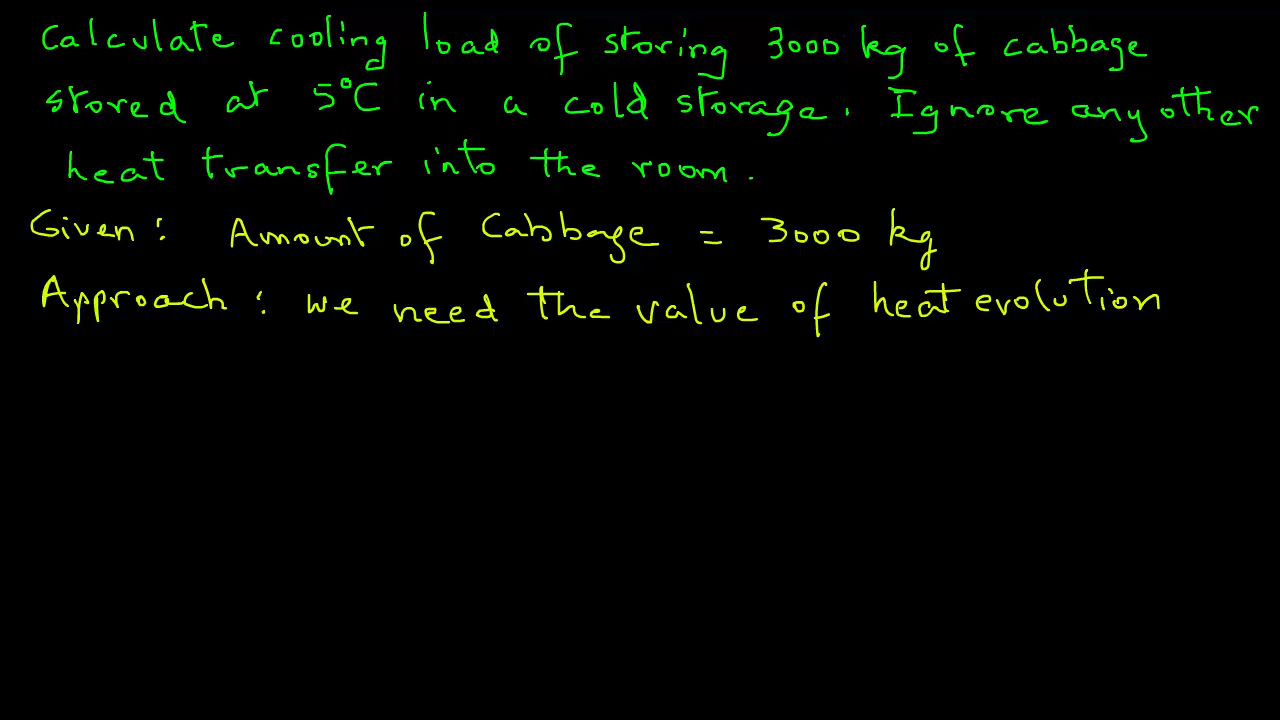 Calculate cooling load of storing 3000 kg of cabbage
stored at 5°C in a cold storage. Ignore any other
heat transfer into the room.
Given: Amount of Cabbage = 3000 kg
Approach: we need the value of heat evolution